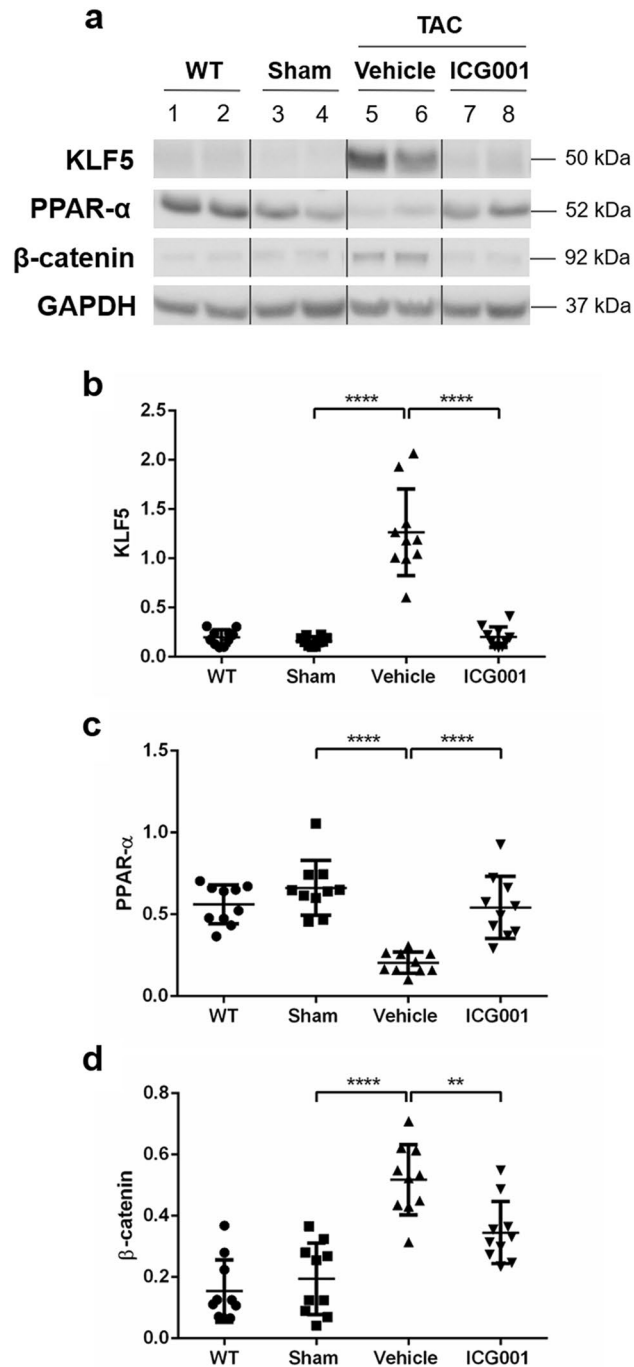 a
TAC
WT Sham Vehicle ICG001
1 2 3 4 5 6 7 8
KLF5 50 kDa
PPAR-α 52 kDa
β-catenin 92 kDa
GAPDH 37 kDa
b
**** ****
2.5
2.0
1.5
1.0
0.5
0.0
KLF5
WT Sham Vehicle ICG001
c
**** ****
1.5
1.0
0.5
0.0
PPAR-α
WT Sham Vehicle ICG001
d
**** **
0.8
0.6
0.4
0.2
0.0
β-catenin
WT Sham Vehicle ICG001